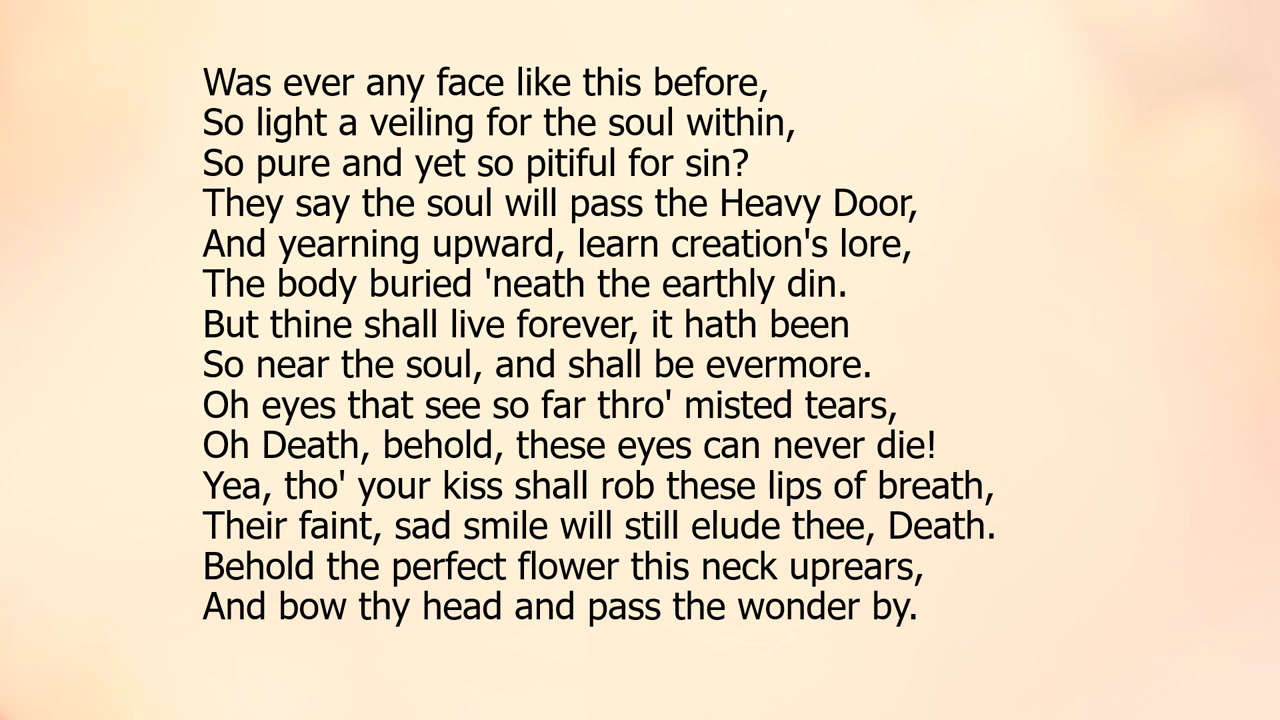 Was ever any face like this before,
So light a veiling for the soul within,
So pure and yet so pitiful for sin?
They say the soul will pass the Heavy Door,
And yearning upward, learn creation's lore,
The body buried 'neath the earthly din.
But thine shall live forever, it hath been
So near the soul, and shall be evermore.
Oh eyes that see so far thro' misted tears,
Oh Death, behold, these eyes can never die!
Yea, tho' your kiss shall rob these lips of breath,
Their faint, sad smile will still elude thee, Death.
Behold the perfect flower this neck uprears,
And bow thy head and pass the wonder by.